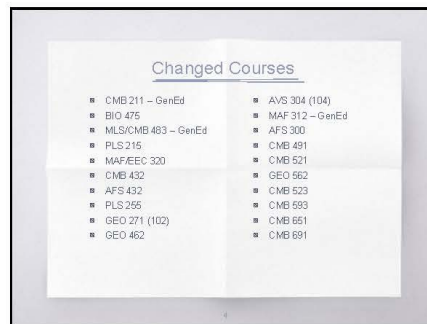 Changed Courses
CMB 211 – GenEd
BIO 475
MLS/CMB 483 – GenEd
PLS 215
MAF/EEC 320
CMB 432
AFS 432
PLS 255
GEO 271 (102)
GEO 462
AVS 304 (104)
MAF 312 – GenEd
AFS 300
CMB 491
CMB 521
GEO 562
CMB 523
CMB 593
CMB 651
CMB 691